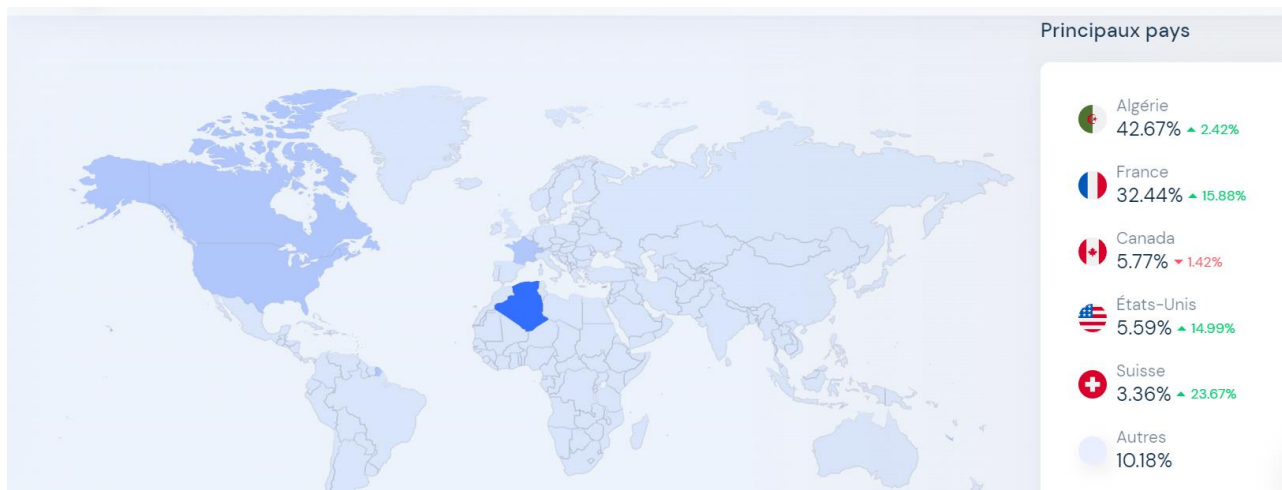 Principaux pays
Algérie
42.67% ▲ 2.42%
France
32.44% ▲ 15.88%
Canada
5.77% ▼ 1.42%
États-Unis
5.59% ▲ 14.99%
Suisse
3.36% ▲ 23.67%
Autres
10.18%